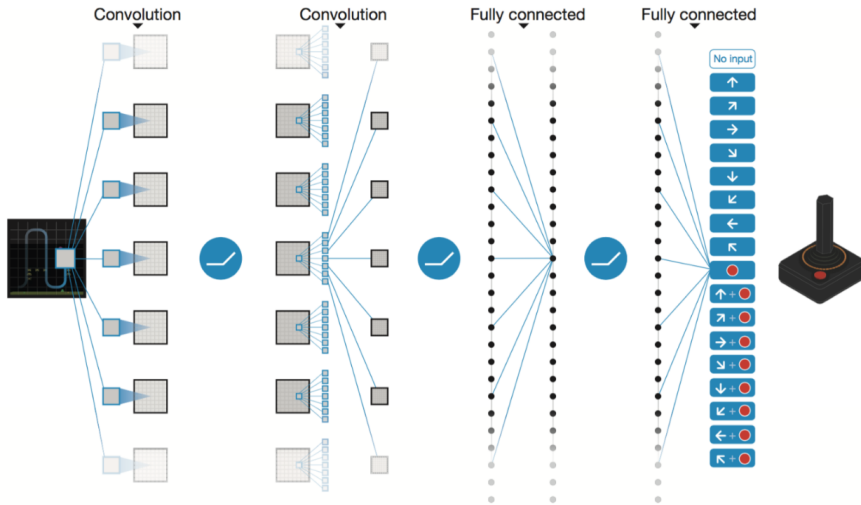 Convolution
Convolution
Fully connected
Fully connected
No input
+
+
+
+
+
+
+
+